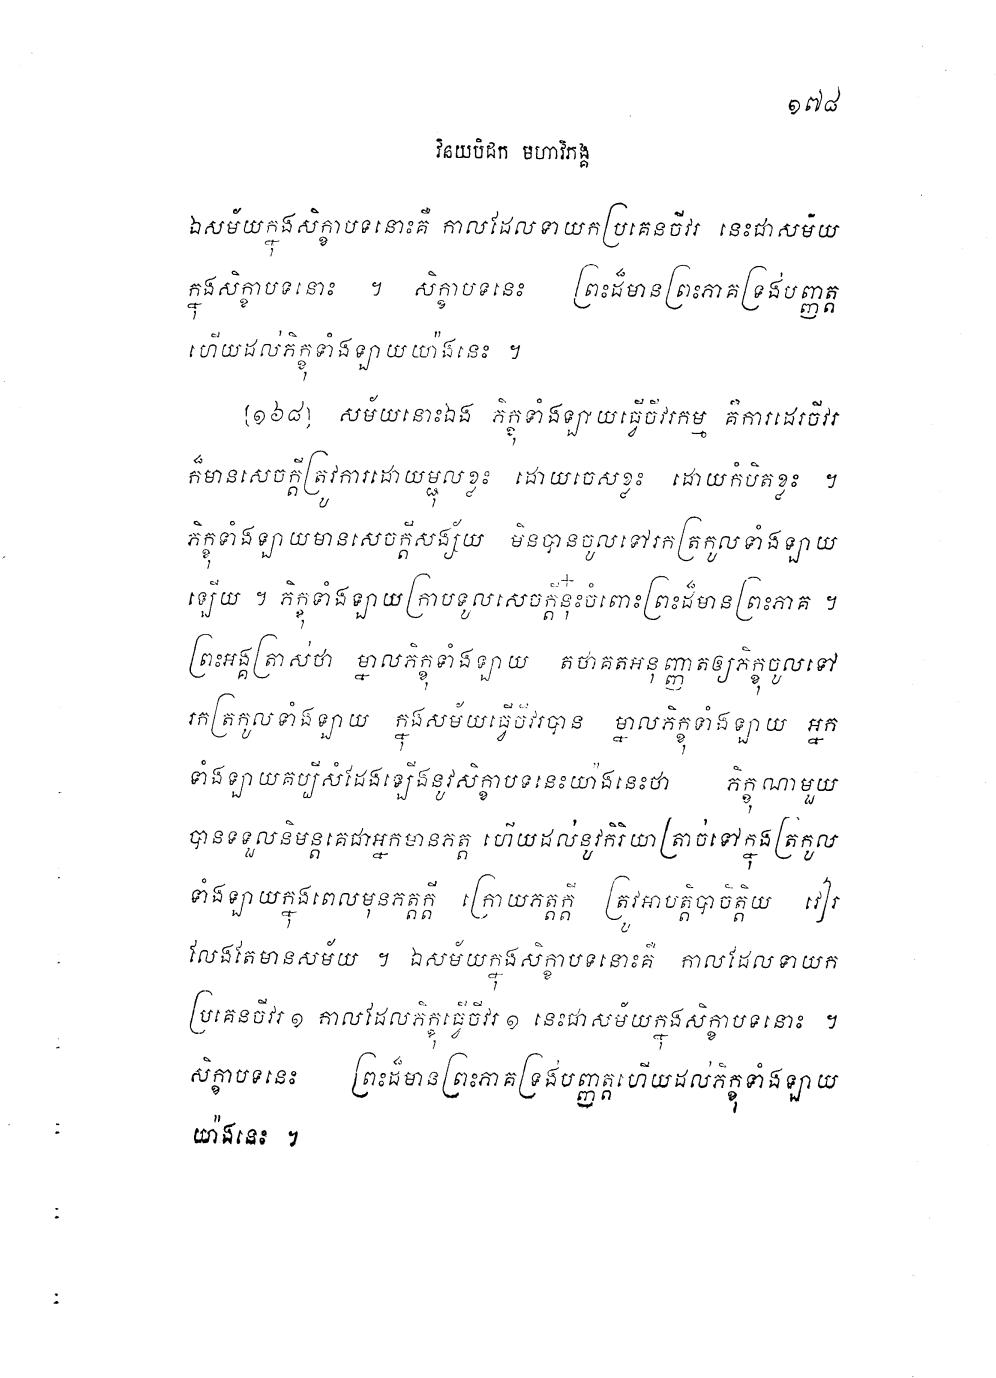 ១៧៨
វិនយបិដក មហាវិភង្គ
ឯសម័យក្នុងសិក្ខាបទនោះគឺ កាលដែលទាយកប្រគេនចីវរ នេះជាសម័យ
ក្នុងសិក្ខាបទនោះ ។ សិក្ខាបទនេះ ព្រះដ៏មានព្រះភាគទ្រង់បញ្ញត្ត
ហើយដល់ភិក្ខុទាំងឡាយយ៉ាងនេះ ។
[១៦៨] សម័យនោះឯង ភិក្ខុទាំងឡាយធ្វើចីវរកម្ម គឺការដេរចីវរ
ក៏មានសេចក្តីត្រូវការដោយម្ជុលខ្លះ ដោយចេសខ្លះ ដោយកំបិតខ្លះ ។
ភិក្ខុទាំងឡាយមានសេចក្តីសង្ស័យ មិនបានចូលទៅរកត្រកូលទាំងឡាយ
ឡើយ ។ ភិក្ខុទាំងឡាយក្រាបទូលសេចក្តីនុ៎ះចំពោះព្រះដ៏មានព្រះភាគ ។
ព្រះអង្គត្រាស់ថា ម្នាលភិក្ខុទាំងឡាយ តថាគតអនុញ្ញាតឲ្យភិក្ខុចូលទៅ
រកត្រកូលទាំងឡាយ ក្នុងសម័យធ្វើចីវរបាន ម្នាលភិក្ខុទាំងឡាយ អ្នក
ទាំងឡាយគប្បីសំដែងឡើងនូវសិក្ខាបទនេះយ៉ាងនេះថា ភិក្ខុណាមួយ
បានទទួលនិមន្តគេជាអ្នកមានភត្ត ហើយដល់នូវកិរិយាត្រាច់ទៅក្នុងត្រកូល
ទាំងឡាយក្នុងពេលមុនភត្តក្តី ក្រោយភត្តក្តី ត្រូវអាបត្តិបាចិត្តិយ វៀរ
លែងតែមានសម័យ ។ ឯសម័យក្នុងសិក្ខាបទនោះគឺ កាលដែលទាយក
ប្រគេនចីវរ ១ កាលដែលភិក្ខុធ្វើចីវរ ១ នេះជាសម័យក្នុងសិក្ខាបទនោះ ។
សិក្ខាបទនេះ ព្រះដ៏មានព្រះភាគទ្រង់បញ្ញត្តហើយដល់ភិក្ខុទាំងឡាយ
យ៉ាងនេះ ។